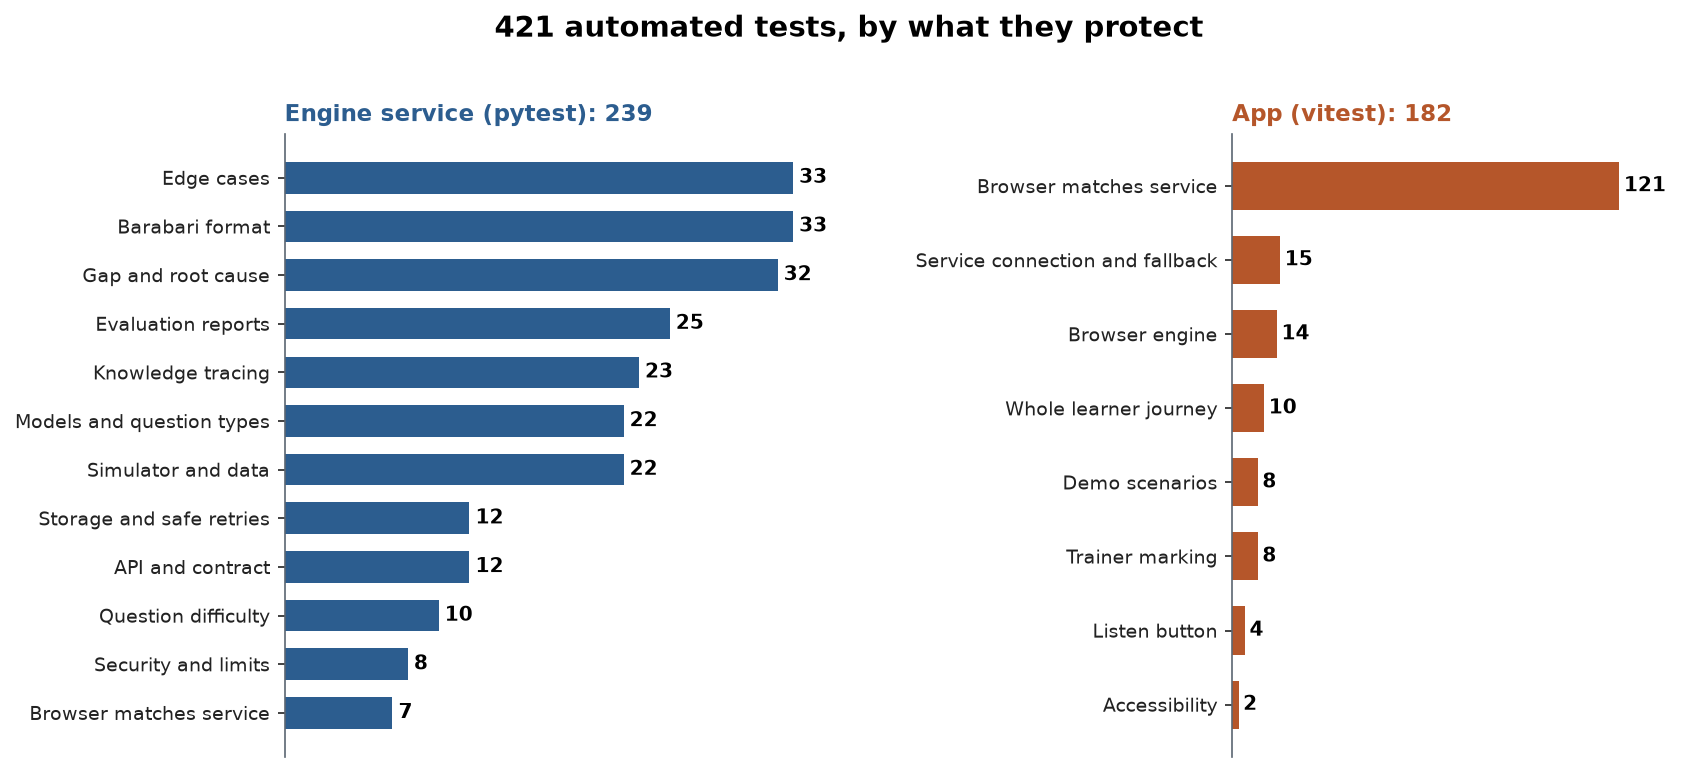 421 automated tests, by what they protect
Engine service (pytest): 239
Edge cases 33
Barabari format 33
Gap and root cause 32
Evaluation reports 25
Knowledge tracing 23
Models and question types 22
Simulator and data 22
Storage and safe retries 12
API and contract 12
Question difficulty 10
Security and limits 8
Browser matches service 7
App (vitest): 182
Browser matches service 121
Service connection and fallback 15
Browser engine 14
Whole learner journey 10
Demo scenarios 8
Trainer marking 8
Listen button 4
Accessibility 2